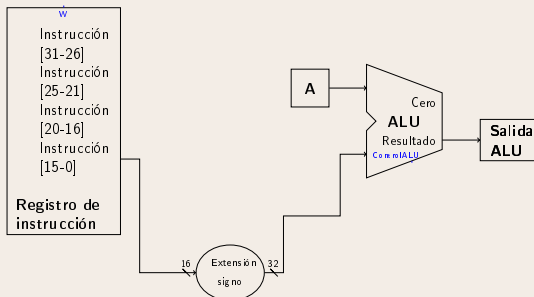 W
Instrucción
[31-26]
Instrucción
[25-21]
Instrucción
[20-16]
Instrucción
[15-0]
Registro de
instrucción
16
Extensión
signo
32
A
Cero
ALU
Resultado
ControlALU
Salida
ALU